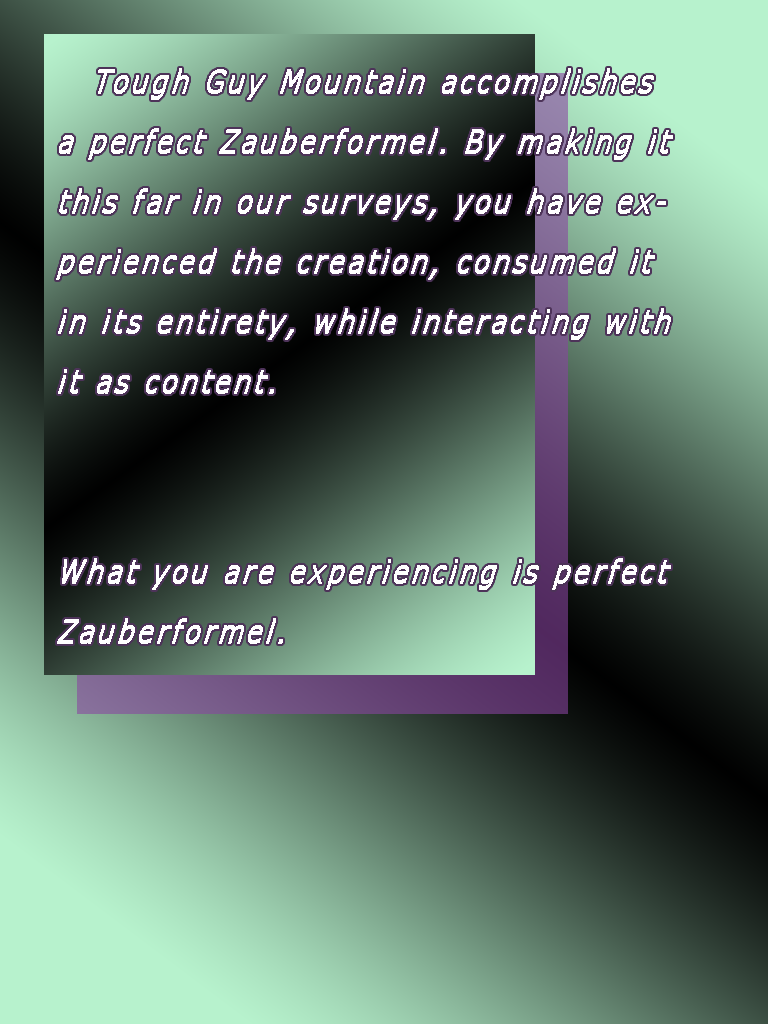 Tough Guy Mountain accomplishes
a perfect Zauberformel. By making it
this far in our surveys, you have ex-
perienced the creation, consumed it
in its entirety, while interacting with
it as content.
What you are experiencing is perfect
Zauberformel.